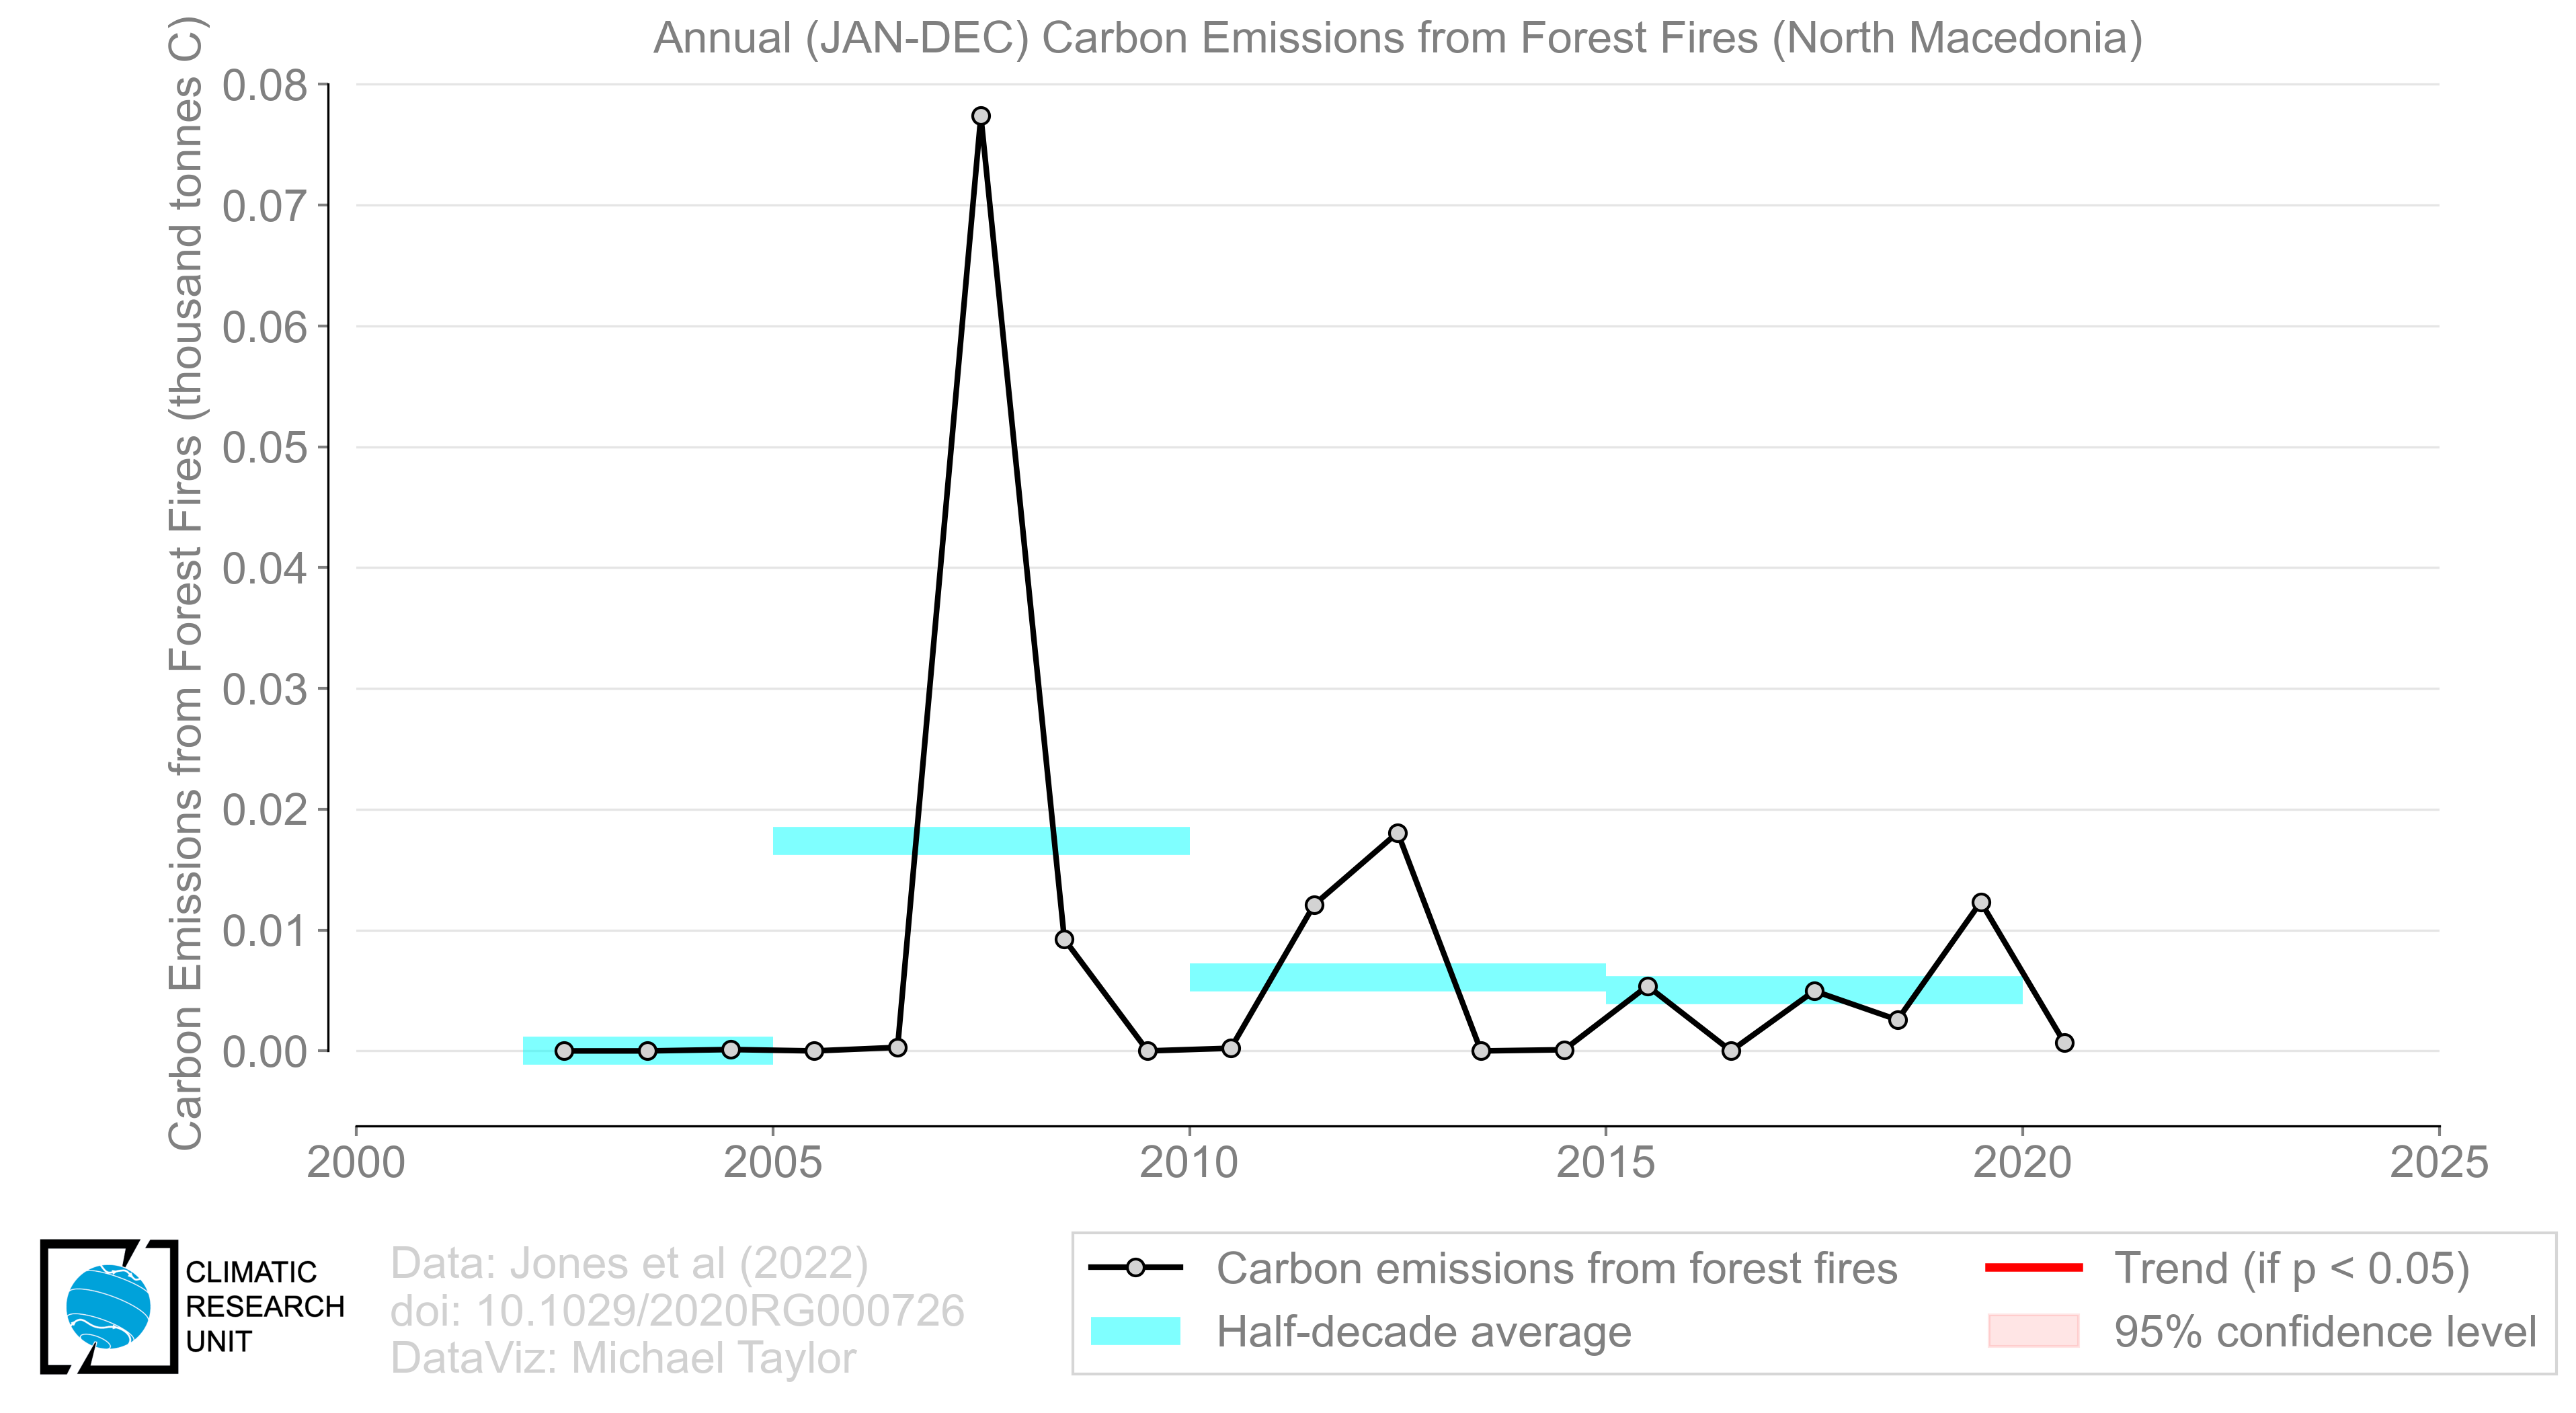 Annual (JAN-DEC) Carbon Emissions from Forest Fires (North Macedonia)
Carbon Emissions from Forest Fires (thousand tonnes C)
0.08
0.07
0.06
0.05
0.04
0.03
0.02
0.01
0.00
2000
2005
2010
2015
2020
2025
CLIMATIC
RESEARCH
UNIT
Data: Jones et al (2022)
doi: 10.1029/2020RG000726
DataViz: Michael Taylor
Carbon emissions from forest fires
Half-decade average
Trend (if p < 0.05)
95% confidence level